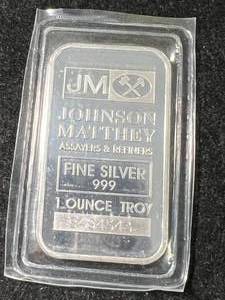 JM
JOHNSON
MATTHEY
ASSAYERS & REFINERS
FINE SILVER
999
1 OUNCE TROY